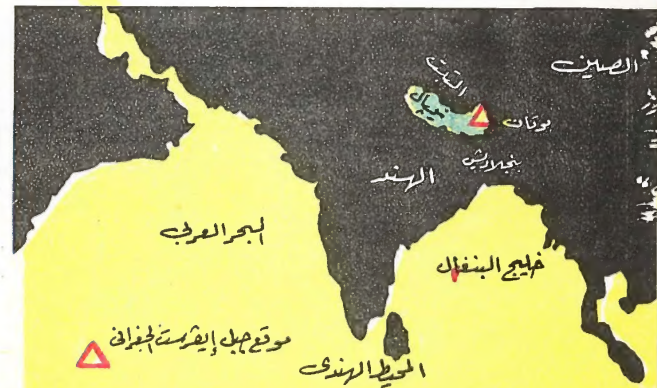 الصين
التبت
نيبال
بوتان
بنجلاديش
الهند
البحر العربي
خليج البنغال
موقع جبل إيفرست الجغرافي
المحيط الهندي